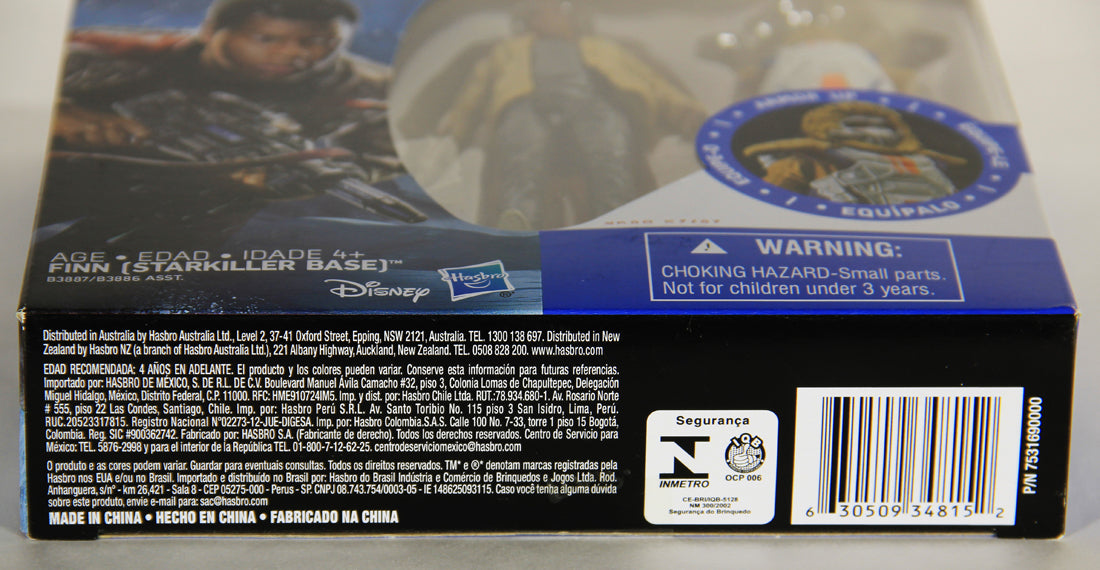 ARMOR UP
EQUIPE-LE
EQUIPE-O
EQUÍPALO
AGE • EDAD • IDADE 4+
FINN (STARKILLER BASE)™
B3887/B3886 ASST.
Disney
Hasbro
®
WARNING:
CHOKING HAZARD-Small parts.
Not for children under 3 years.
Distributed in Australia by Hasbro Australia Ltd., Level 2, 37-41 Oxford Street, Epping, NSW 2121, Australia. TEL. 1300 138 697. Distributed in New
Zealand by Hasbro NZ (a branch of Hasbro Australia Ltd.), 221 Albany Highway, Auckland, New Zealand. TEL. 0508 828 200. www.hasbro.com
EDAD RECOMENDADA: 4 AÑOS EN ADELANTE. El producto y los colores pueden variar. Conserve esta información para futuras referencias.
Importado por: HASBRO DE MÉXICO, S. DE R.L. DE C.V. Boulevard Manuel Ávila Camacho #32, piso 3, Colonia Lomas de Chapultepec, Delegación
Miguel Hidalgo, México, Distrito Federal, C.P. 11000. RFC: HME910724IM5. Imp. y dist. por: Hasbro Chile Ltda. RUT.:78.934.680-1. Av. Rosario Norte
# 555, piso 22 Las Condes, Santiago, Chile. Imp. por: Hasbro Perú S.R.L. Av. Santo Toribio No. 115 piso 3 San Isidro, Lima, Perú.
RUC.20523317815. Registro Nacional N°02273-12-JUE-DIGESA. Imp. por: Hasbro Colombia.S.A.S. Calle 100 No. 7-33, torre 1 piso 15 Bogotá,
Colombia. Reg. SIC #900362742. Fabricado por: HASBRO S.A. (Fabricante de derecho). Todos los derechos reservados. Centro de Servicio para
México: TEL. 5876-2998 y para el interior de la República TEL. 01-800-7-12-62-25. centrodeserviciomexico@hasbro.com
O produto e as cores podem variar. Guardar para eventuais consultas. Todos os direitos reservados. TM* e ®* denotam marcas registradas pela
Hasbro nos EUA e/ou no Brasil. Importado e distribuido no Brasil por: Hasbro do Brasil Indústria e Comércio de Brinquedos e Jogos Ltda. Rod.
Anhanguera, s/nº - km 26,421 - Sala 8 - CEP 05275-000 - Perus - SP. CNPJ 08.743.754/0003-05 - IE 148625093115. Caso você tenha alguma dúvida
sobre este produto, envie e-mail para: sac@hasbro.com
MADE IN CHINA • HECHO EN CHINA • FABRICADO NA CHINA
Segurança
IQB
INMETRO
OCP 006
CE-BRI/IQB-5128
NM 300/2002
Segurança do Brinquedo
6 30509 34815 2
P/N 7531690000